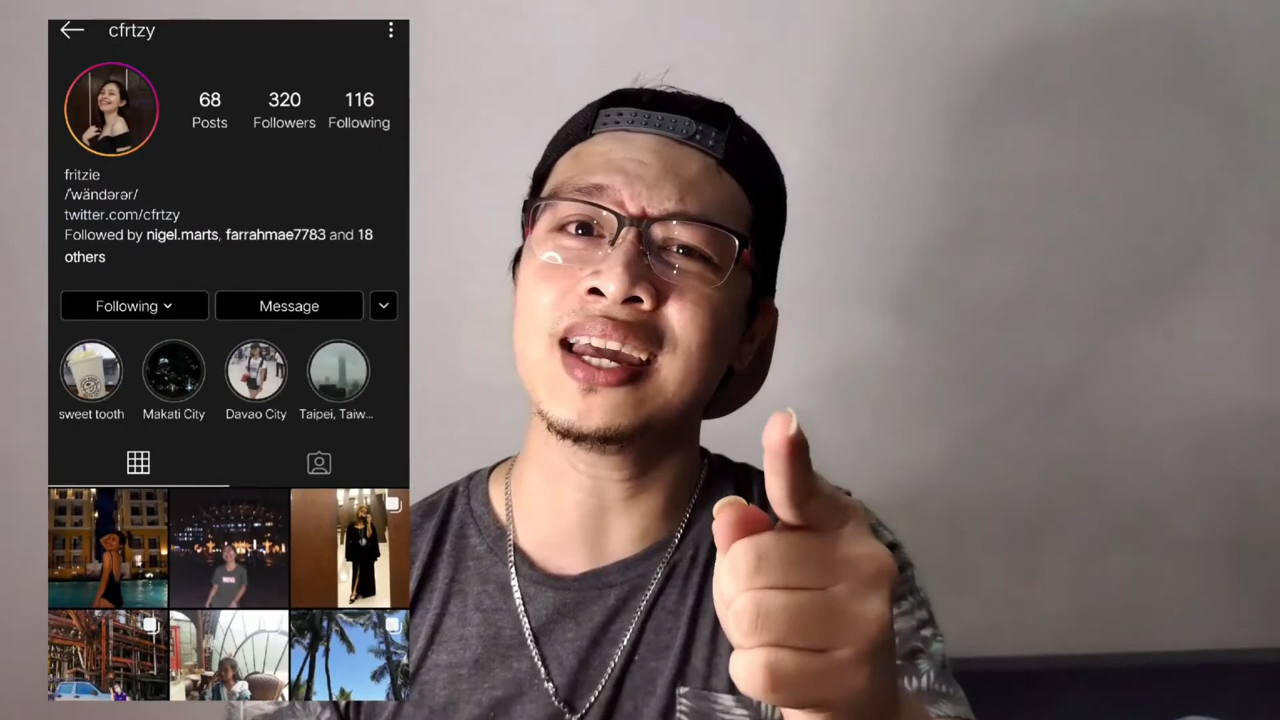 cfrtzy
68 320 116
Posts Followers Following
fritzie
/ˈwändərər/
twitter.com/cfrtzy
Followed by nigel.marts, farrahmae7783 and 18
others
Following Message
sweet tooth Makati City Davao City Taipei, Taiw...